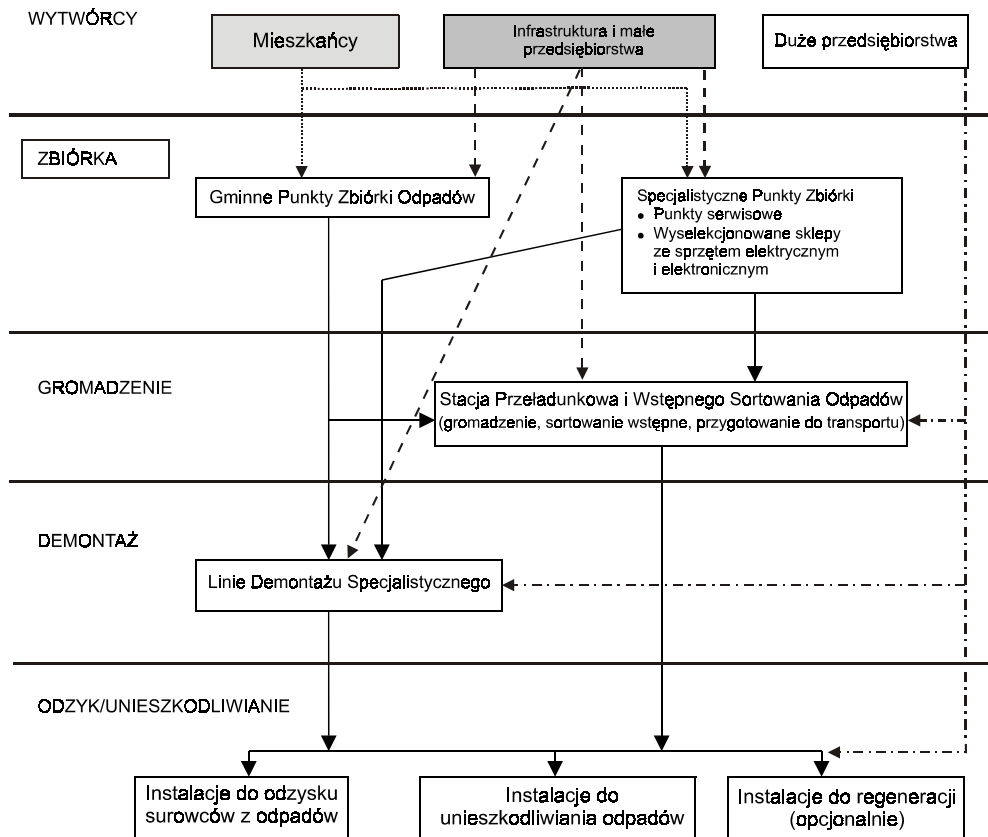 WYTWÓRCY
Mieszkańcy
Infrastruktura i małe
przedsiębiorstwa
Duże przedsiębiorstwa
ZBIÓRKA
Gminne Punkty Zbiórki Odpadów
Specjalistyczne Punkty Zbiórki
• Punkty serwisowe
• Wyselekcjonowane sklepy
ze sprzętem elektrycznym
i elektronicznym
GROMADZENIE
Stacja Przeładunkowa i Wstępnego Sortowania Odpadów
(gromadzenie, sortowanie wstępne, przygotowanie do transportu)
DEMONTAŻ
Linie Demontażu Specjalistycznego
ODZYK/UNIESZKODLIWIANIE
Instalacje do odzysku
surowców z odpadów
Instalacje do
unieszkodliwiania odpadów
Instalacje do regeneracji
(opcjonalnie)